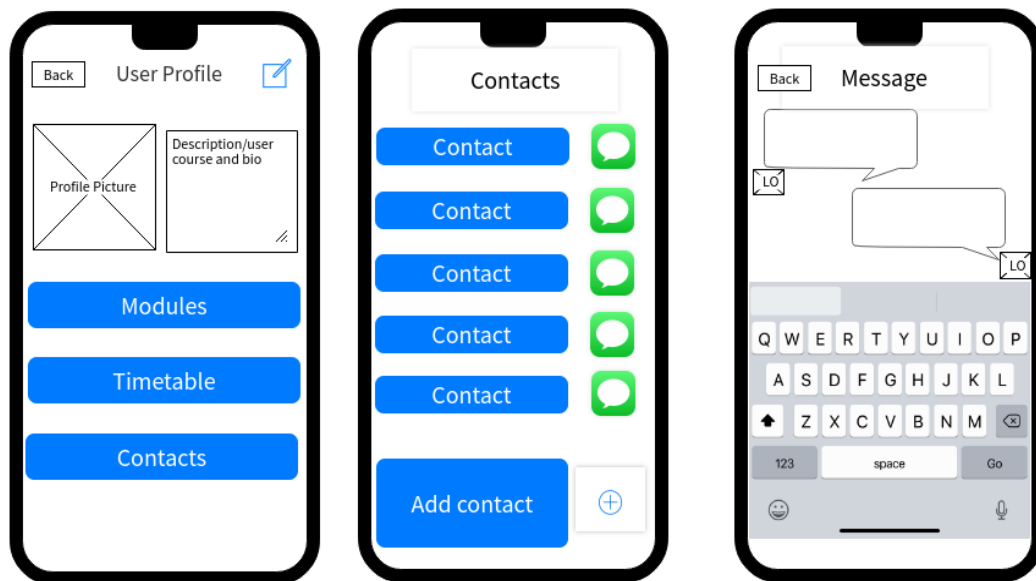 Back
User Profile
Profile Picture
Description/user
course and bio
Modules
Timetable
Contacts
Contacts
Contact
Contact
Contact
Contact
Contact
Add contact
Back
Message
LO
LO
Q W E R T Y U I O P
A S D F G H J K L
Z X C V B N M
123 space Go